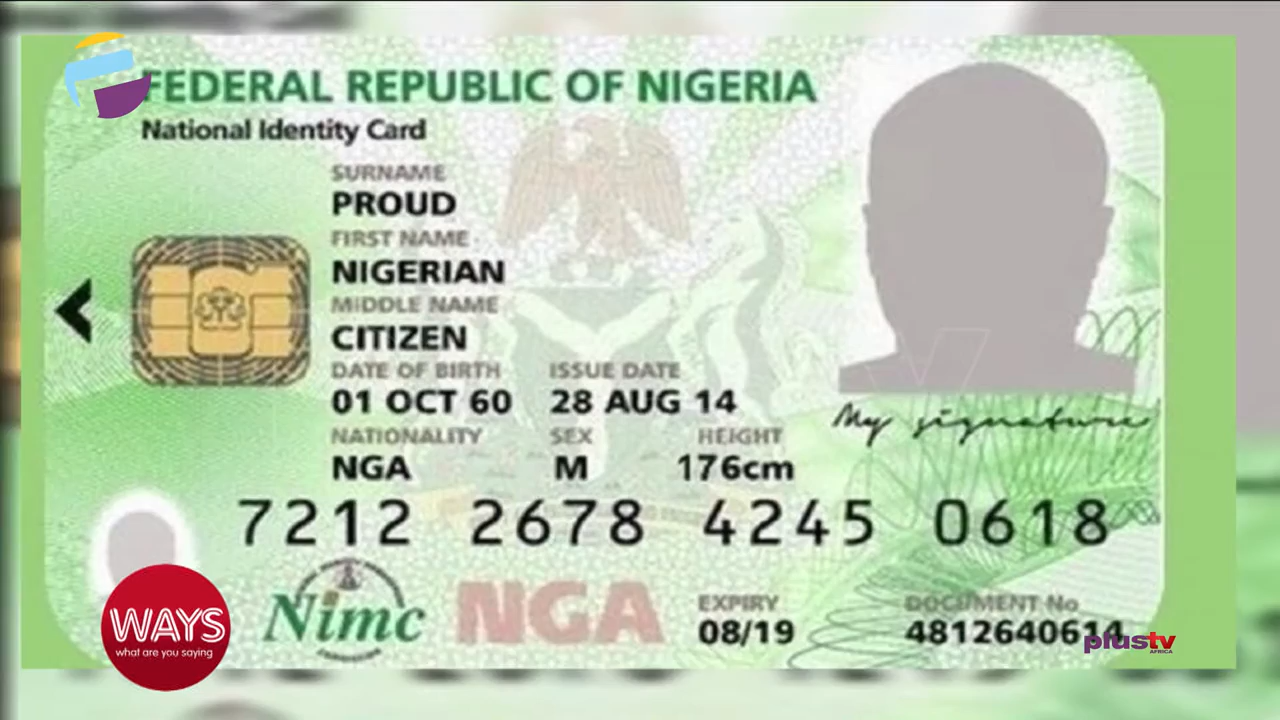 FEDERAL REPUBLIC OF NIGERIA
National Identity Card
SURNAME
PROUD
FIRST NAME
NIGERIAN
MIDDLE NAME
CITIZEN
DATE OF BIRTH ISSUE DATE
01 OCT 60 28 AUG 14
NATIONALITY SEX HEIGHT
NGA M 176cm
My signature
7212 2678 4245 0618
Nimc NGA
EXPIRY DOCUMENT No
08/19 4812640614
WAYS
what are you saying
plustv
AFRICA